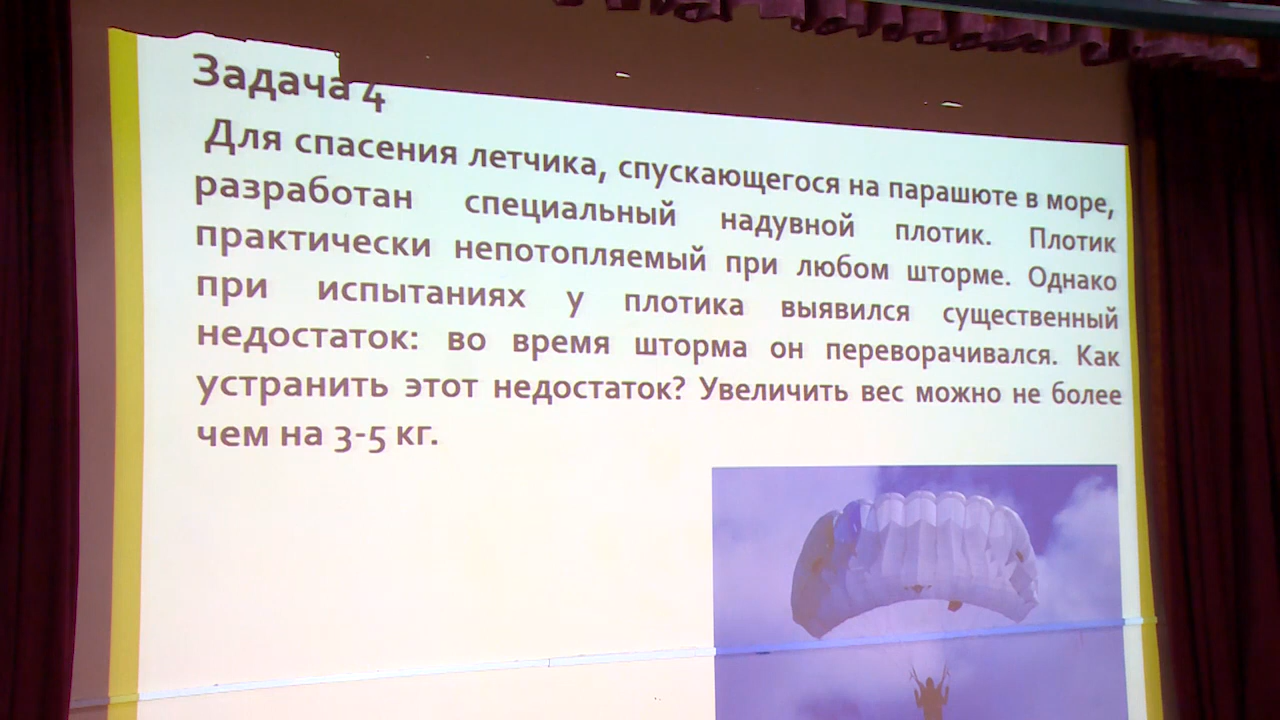 Задача 4
Для спасения летчика, спускающегося на парашюте в море,
разработан специальный надувной плотик. Плотик
практически непотопляемый при любом шторме. Однако
при испытаниях у плотика выявился существенный
недостаток: во время шторма он переворачивался. Как
устранить этот недостаток? Увеличить вес можно не более
чем на 3-5 кг.